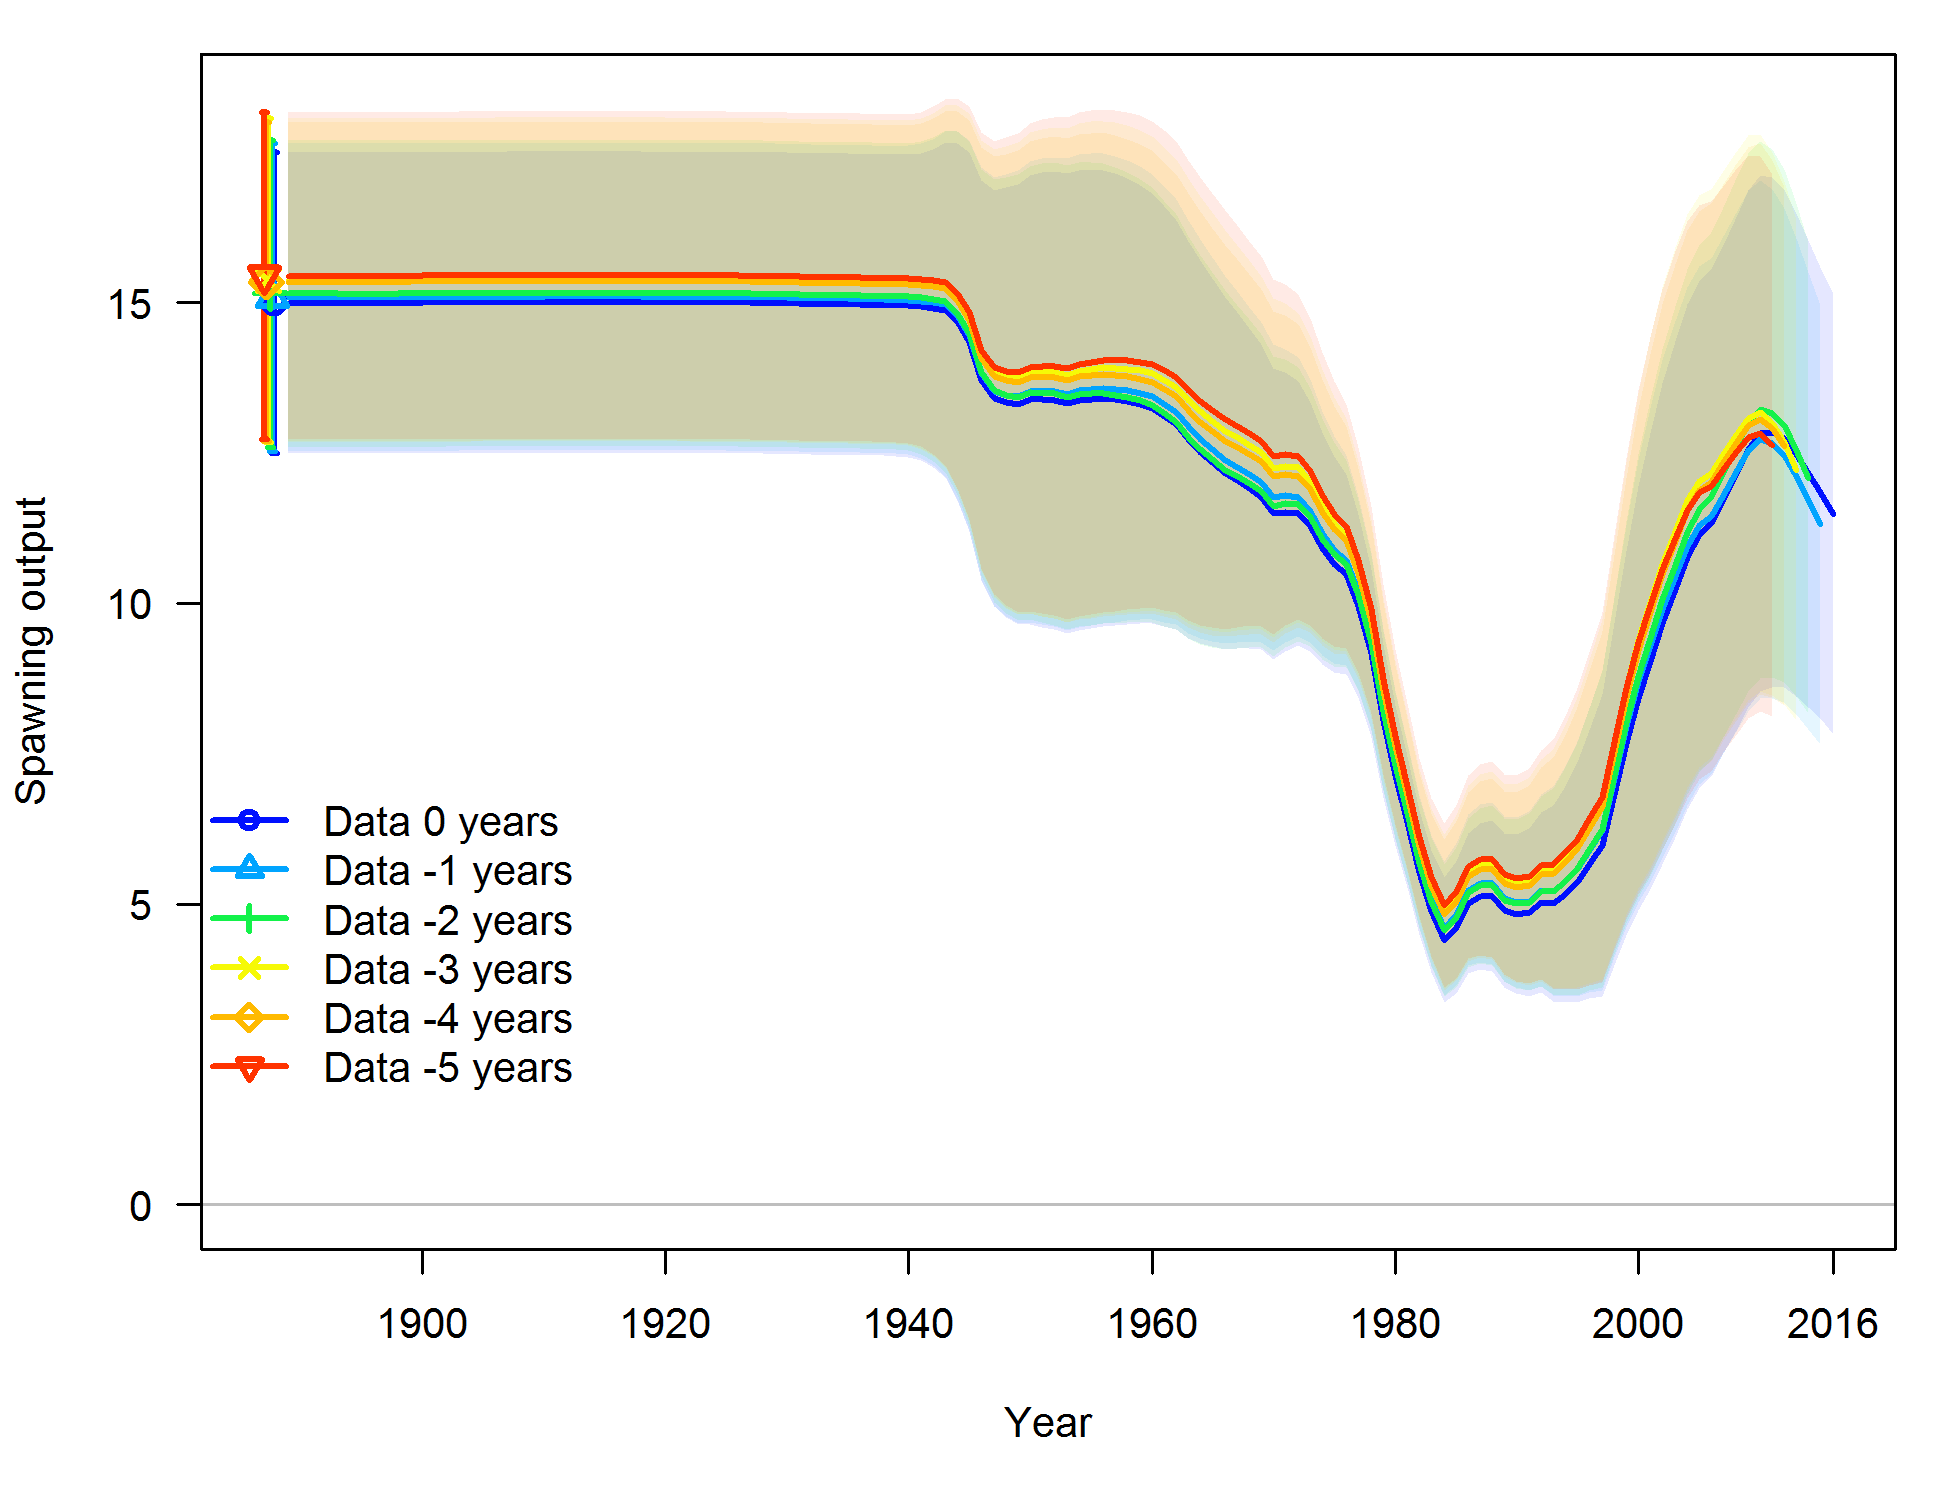 Spawning output
15
10
5
0
Data 0 years
Data -1 years
Data -2 years
Data -3 years
Data -4 years
Data -5 years
1900 1920 1940 1960 1980 2000 2016
Year